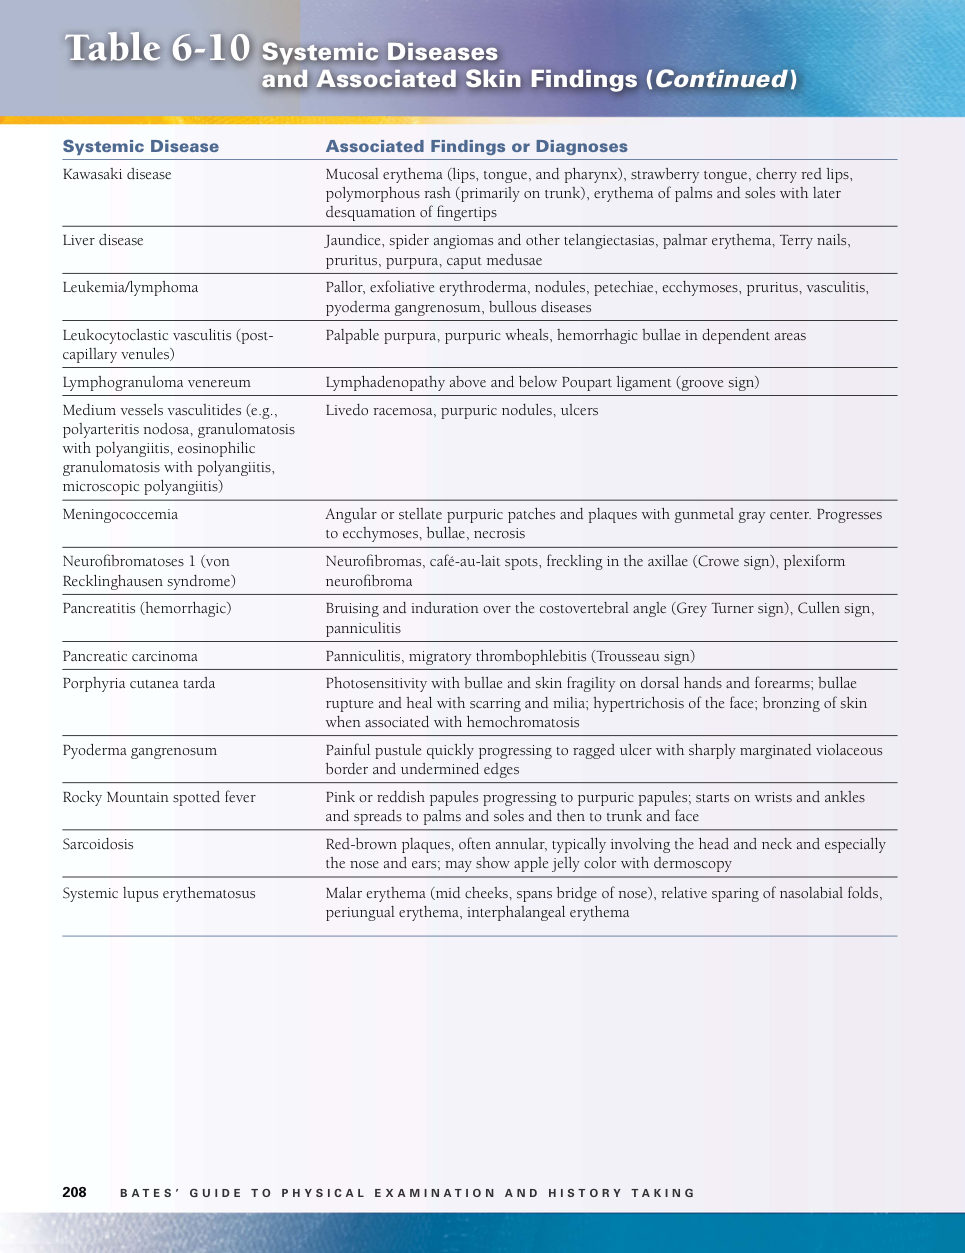 Table 6-10 Systemic Diseases
and Associated Skin Findings (Continued)
Systemic Disease Associated Findings or Diagnoses
Kawasaki disease Mucosal erythema (lips, tongue, and pharynx), strawberry tongue, cherry red lips,
polymorphous rash (primarily on trunk), erythema of palms and soles with later
desquamation of fingertips
Liver disease Jaundice, spider angiomas and other telangiectasias, palmar erythema, Terry nails,
pruritus, purpura, caput medusae
Leukemia/lymphoma Pallor, exfoliative erythroderma, nodules, petechiae, ecchymoses, pruritus, vasculitis,
pyoderma gangrenosum, bullous diseases
Leukocytoclastic vasculitis (post- Palpable purpura, purpuric wheals, hemorrhagic bullae in dependent areas
capillary venules)
Lymphogranuloma venereum Lymphadenopathy above and below Poupart ligament (groove sign)
Medium vessels vasculitides (e.g., Livedo racemosa, purpuric nodules, ulcers
polyarteritis nodosa, granulomatosis
with polyangiitis, eosinophilic
granulomatosis with polyangiitis,
microscopic polyangiitis)
Meningococcemia Angular or stellate purpuric patches and plaques with gunmetal gray center. Progresses
to ecchymoses, bullae, necrosis
Neurofibromatoses 1 (von Neurofibromas, café-au-lait spots, freckling in the axillae (Crowe sign), plexiform
Recklinghausen syndrome) neurofibroma
Pancreatitis (hemorrhagic) Bruising and induration over the costovertebral angle (Grey Turner sign), Cullen sign,
panniculitis
Pancreatic carcinoma Panniculitis, migratory thrombophlebitis (Trousseau sign)
Porphyria cutanea tarda Photosensitivity with bullae and skin fragility on dorsal hands and forearms; bullae
rupture and heal with scarring and milia; hypertrichosis of the face; bronzing of skin
when associated with hemochromatosis
Pyoderma gangrenosum Painful pustule quickly progressing to ragged ulcer with sharply marginated violaceous
border and undermined edges
Rocky Mountain spotted fever Pink or reddish papules progressing to purpuric papules; starts on wrists and ankles
and spreads to palms and soles and then to trunk and face
Sarcoidosis Red-brown plaques, often annular, typically involving the head and neck and especially
the nose and ears; may show apple jelly color with dermoscopy
Systemic lupus erythematosus Malar erythema (mid cheeks, spans bridge of nose), relative sparing of nasolabial folds,
periungual erythema, interphalangeal erythema
208 BATES' GUIDE TO PHYSICAL EXAMINATION AND HISTORY TAKING